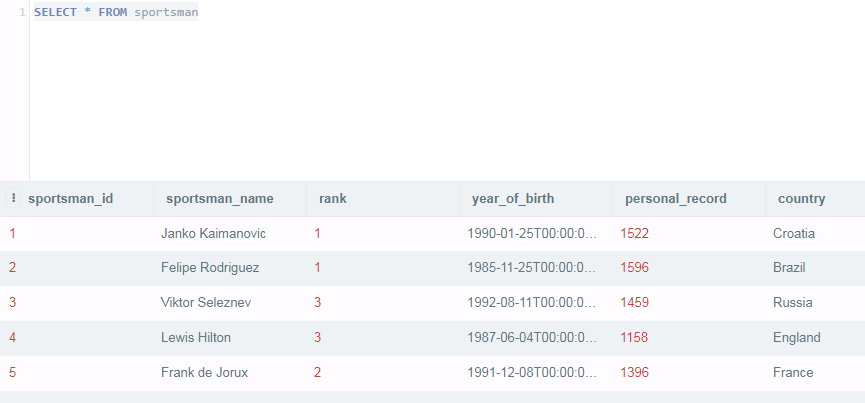 1 SELECT * FROM sportsman
sportsman_id sportsman_name rank year_of_birth personal_record country
1 Janko Kaimanovic 1 1990-01-25T00:00:0... 1522 Croatia
2 Felipe Rodriguez 1 1985-11-25T00:00:0... 1596 Brazil
3 Viktor Seleznev 3 1992-08-11T00:00:0... 1459 Russia
4 Lewis Hilton 3 1987-06-04T00:00:0... 1158 England
5 Frank de Jorux 2 1991-12-08T00:00:0... 1396 France